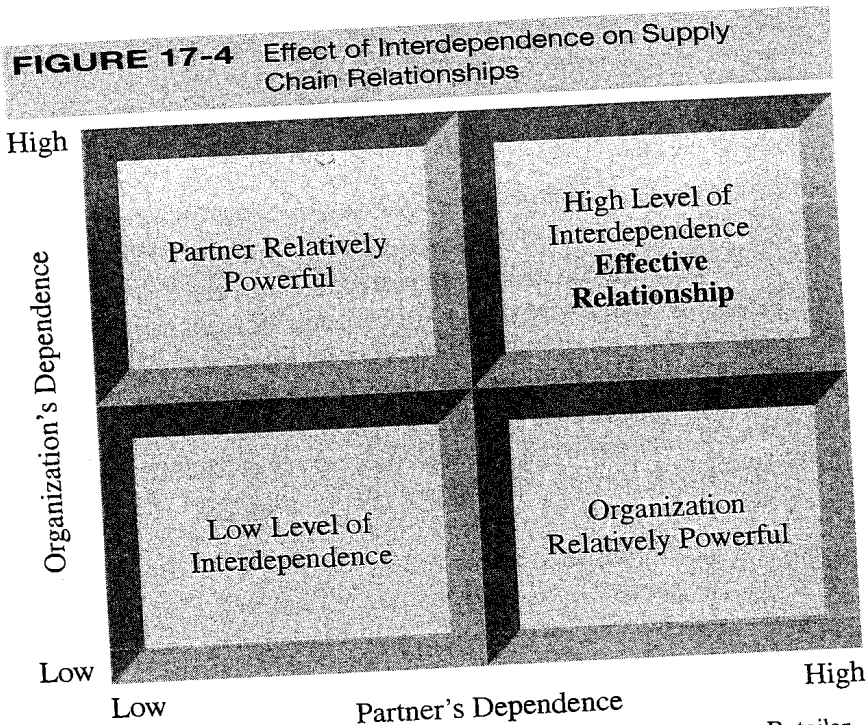 FIGURE 17-4 Effect of Interdependence on Supply
Chain Relationships
High
Partner Relatively
Powerful
High Level of
Interdependence
Effective
Relationship
Organization's Dependence
Low Level of
Interdependence
Organization
Relatively Powerful
Low
Low
Partner's Dependence
High